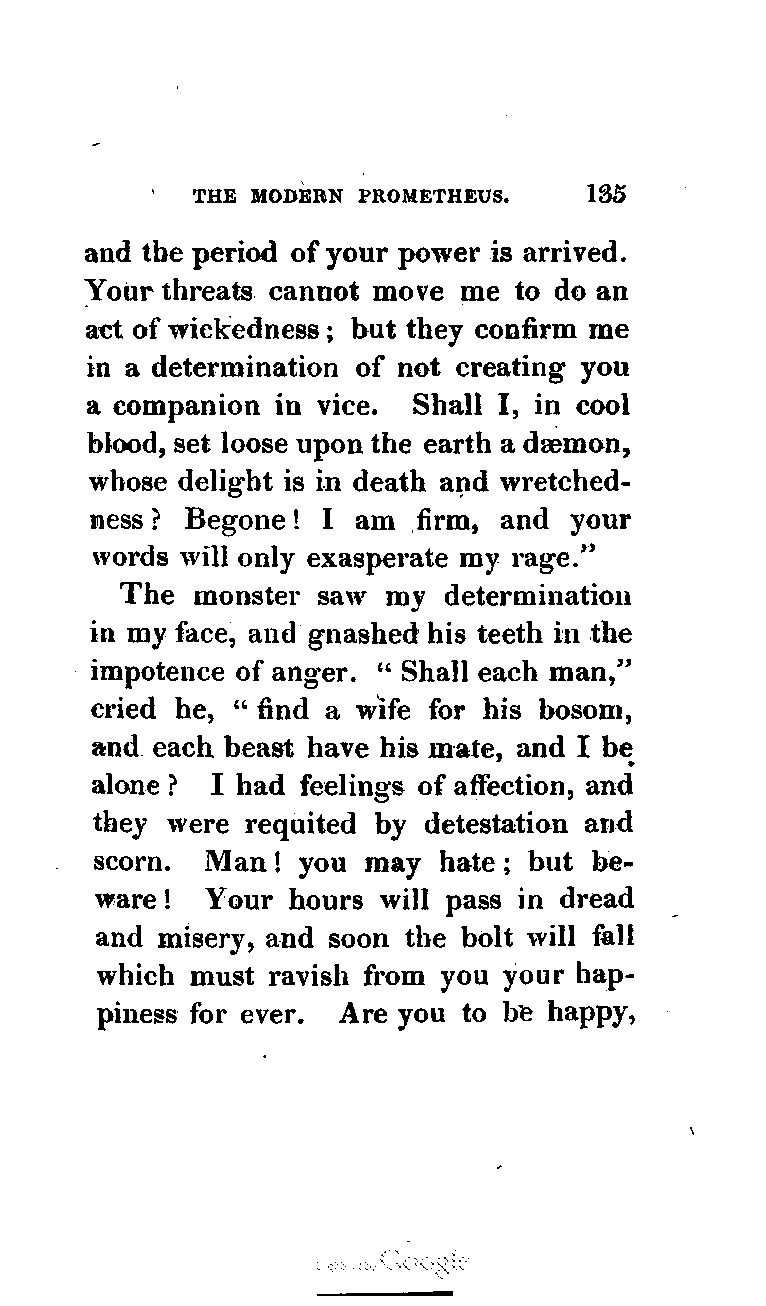 THE MODERN PROMETHEUS. 135
and the period of your power is arrived.
Your threats cannot move me to do an
act of wickedness; but they confirm me
in a determination of not creating you
a companion in vice. Shall I, in cool
blood, set loose upon the earth a dæmon,
whose delight is in death and wretched-
ness? Begone! I am firm, and your
words will only exasperate my rage.”
The monster saw my determination
in my face, and gnashed his teeth in the
impotence of anger. “Shall each man,”
cried he, “find a wife for his bosom,
and each beast have his mate, and I be
alone? I had feelings of affection, and
they were requited by detestation and
scorn. Man! you may hate; but be-
ware! Your hours will pass in dread
and misery, and soon the bolt will fall
which must ravish from you your hap-
piness for ever. Are you to be happy,
Google